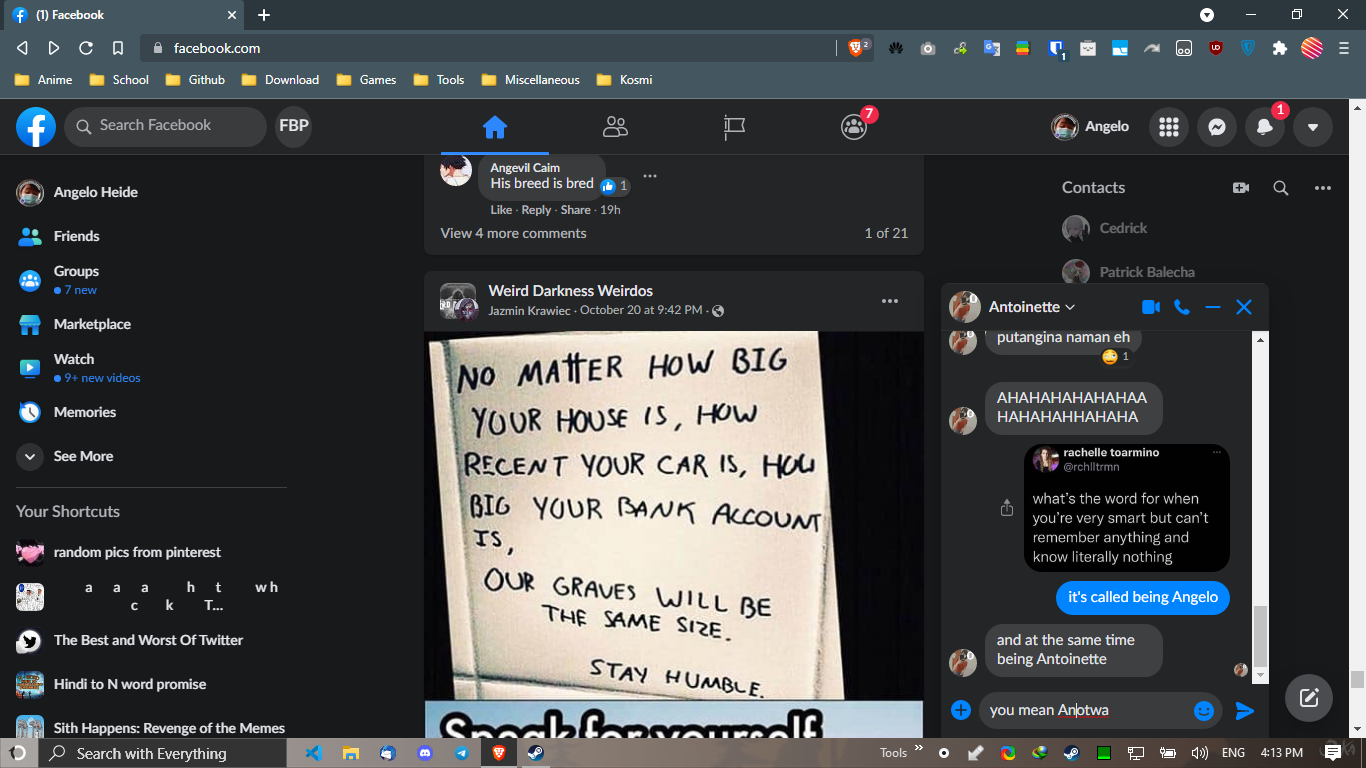 (1) Facebook
facebook.com
2
1
Anime
School
Github
Download
Games
Tools
Miscellaneous
Kosmi
Search Facebook
FBP
7
Angelo
1
Angelo Heide
Friends
Groups
7 new
Marketplace
Watch
9+ new videos
Memories
See More
Your Shortcuts
random pics from pinterest
a a a h t w h
c k T...
The Best and Worst Of Twitter
Hindi to N word promise
Sith Happens: Revenge of the Memes
Angevil Caim
His breed is bred
1
Like · Reply · Share · 19h
View 4 more comments
1 of 21
Weird Darkness Weirdos
Jazmin Krawiec · October 20 at 9:42 PM ·
NO MATTER HOW BIG
YOUR HOUSE IS, HOW
RECENT YOUR CAR IS, HOW
BIG YOUR BANK ACCOUNT
IS,
OUR GRAVES WILL BE
THE SAME SIZE.
STAY HUMBLE.
Speak for yourself
Contacts
Cedrick
Patrick Balecha
Antoinette
putangina naman eh
1
AHAHAHAHAHAHAA
HAHAHAHHAHAHA
rachelle toarmino
@rchlltrmn
what's the word for when
you're very smart but can't
remember anything and
know literally nothing
it's called being Angelo
and at the same time
being Antoinette
you mean Anotwa
Search with Everything
Tools
ENG
4:13 PM